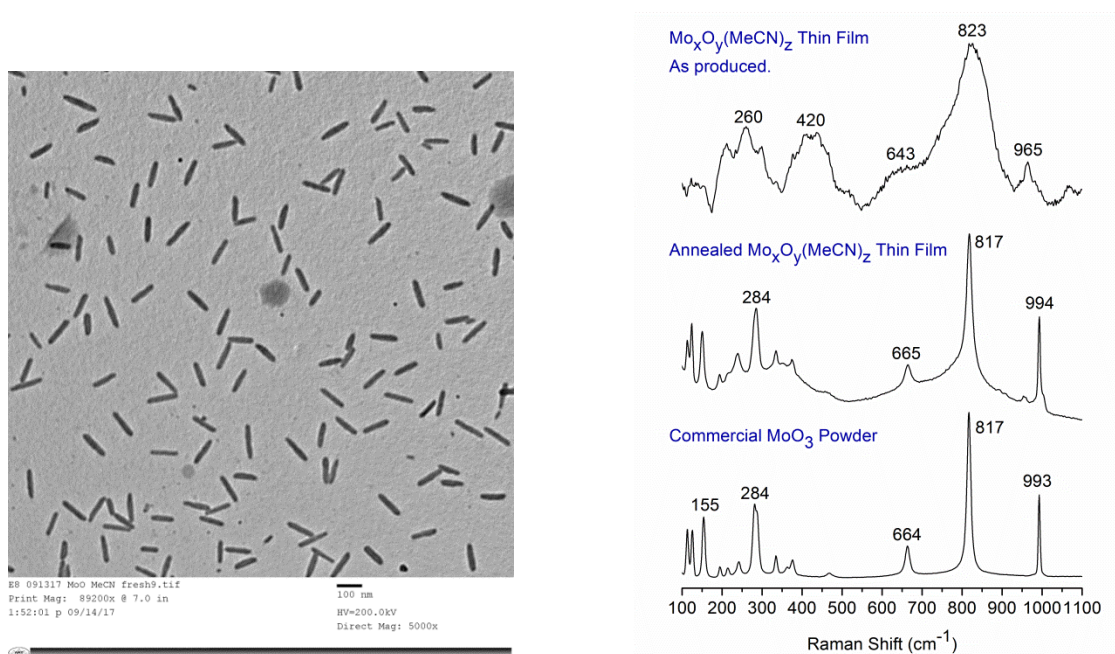 E8 091317 MoO MeCN fresh9.tif
Print Mag: 89200x @ 7.0 in
1:52:01 p 09/14/17
100 nm
HV=200.0kV
Direct Mag: 5000x
MoxOy(MeCN)z Thin Film
As produced.
823
260
420
643
965
Annealed MoxOy(MeCN)z Thin Film
817
284
994
665
Commercial MoO3 Powder
817
155
284
993
664
100 200 300 400 500 600 700 800 900 1000 1100
Raman Shift (cm-1)